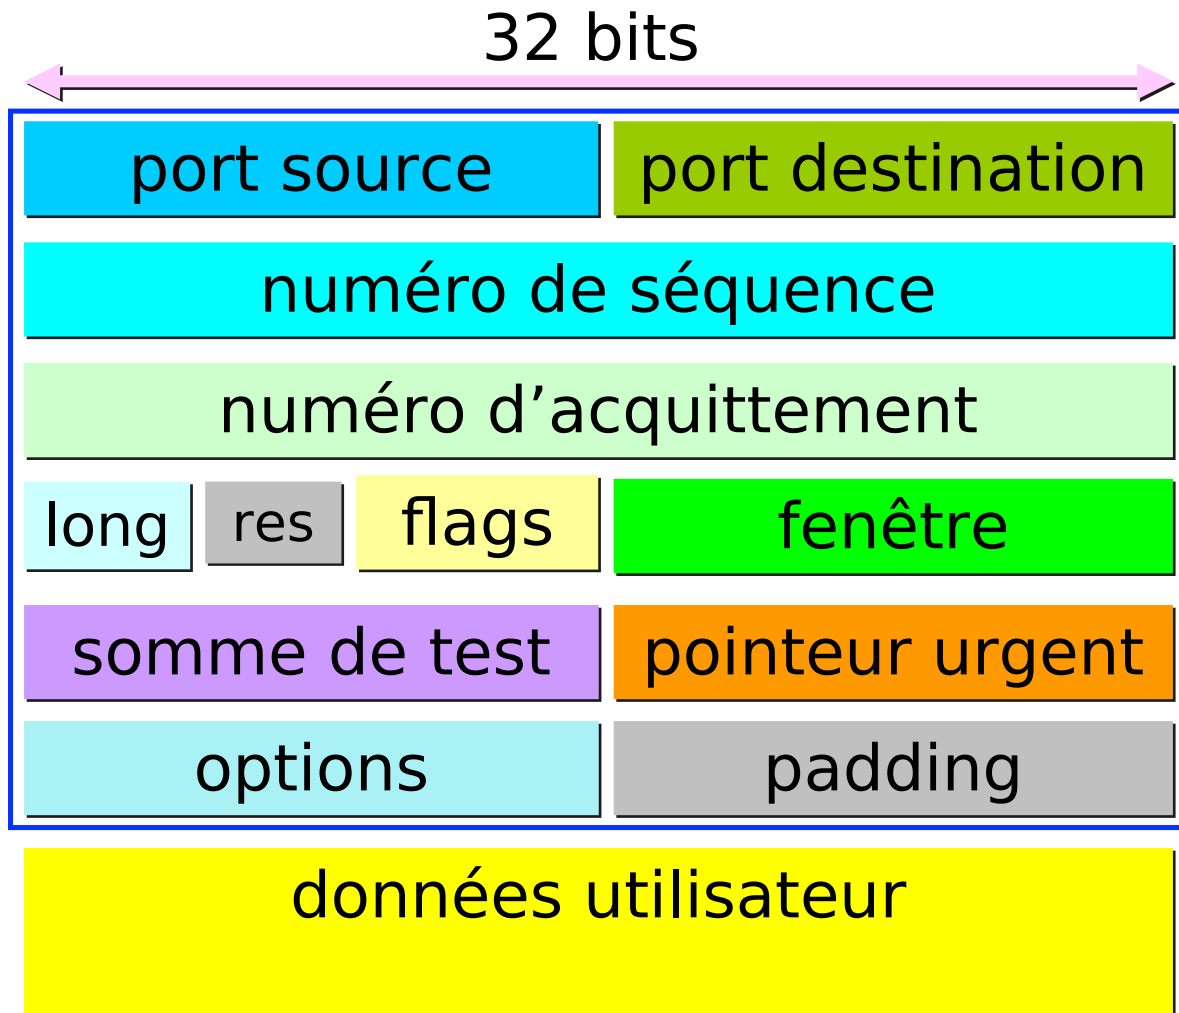 32 bits
port source
port destination
numéro de séquence
numéro d’acquittement
long
res
flags
fenêtre
somme de test
pointeur urgent
options
padding
données utilisateur